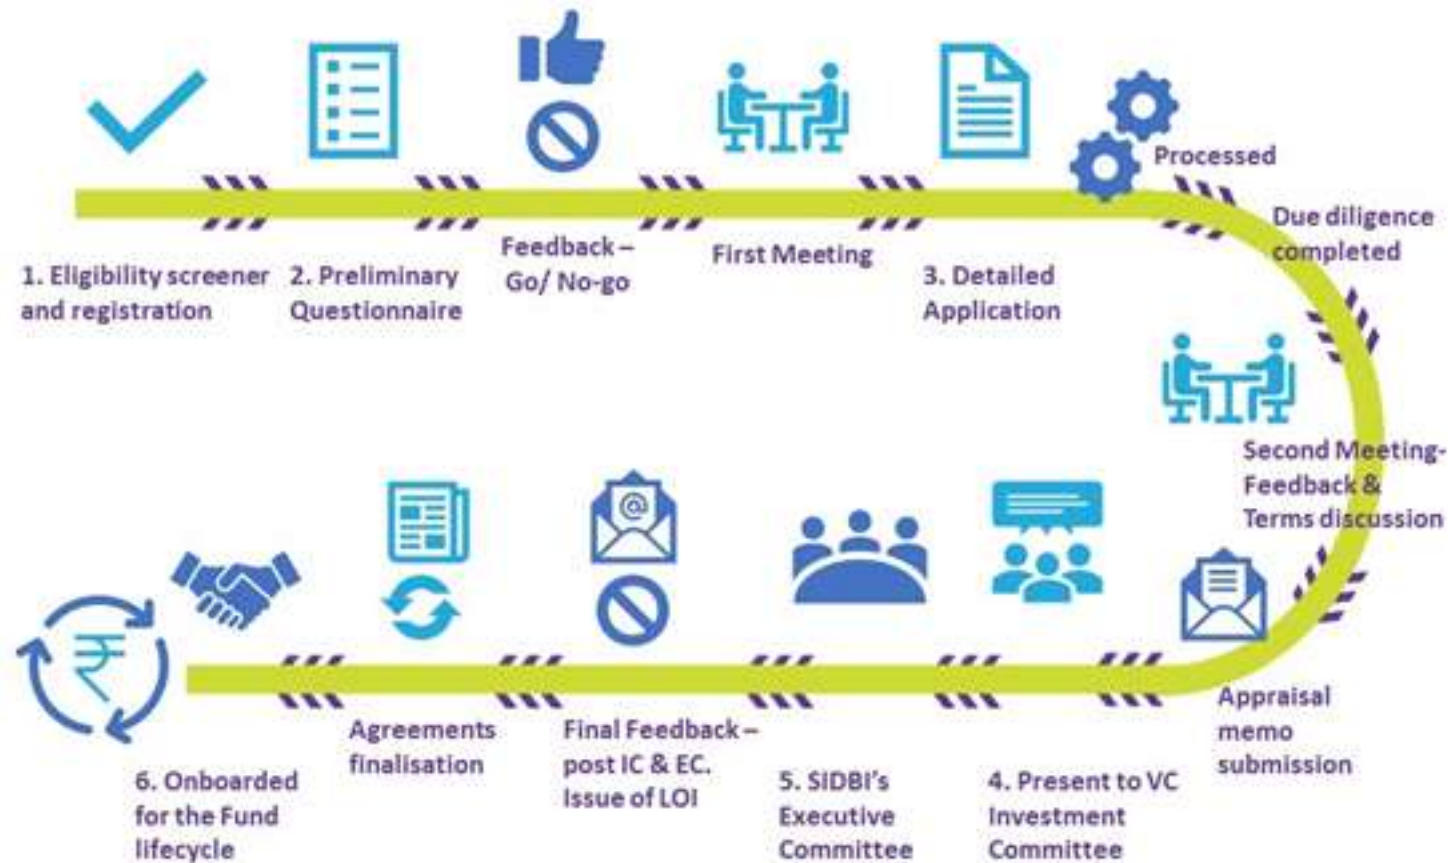 1. Eligibility screener
and registration
2. Preliminary
Questionnaire
Feedback –
Go/ No-go
First Meeting
3. Detailed
Application
Processed
Due diligence
completed
Second Meeting-
Feedback &
Terms discussion
Appraisal
memo
submission
4. Present to VC
Investment
Committee
5. SIDBI's
Executive
Committee
Final Feedback –
post IC & EC.
Issue of LOI
@
Agreements
finalisation
6. Onboarded
for the Fund
lifecycle
₹